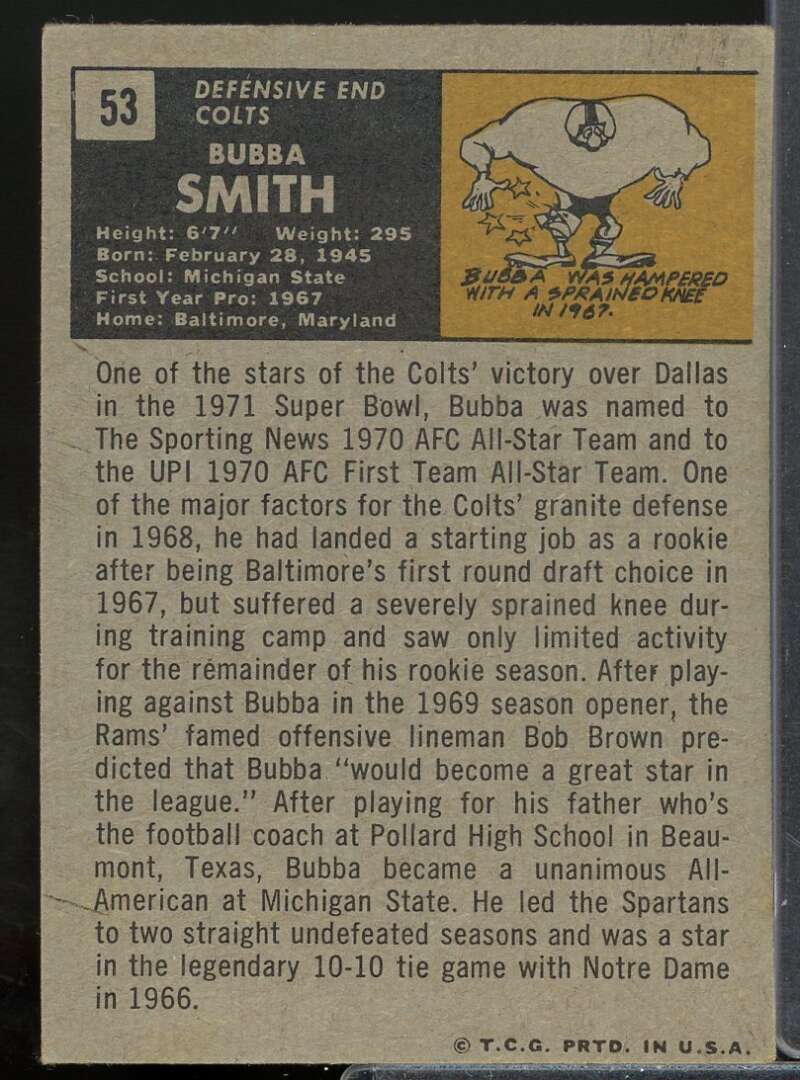 53
DEFENSIVE END
COLTS
BUBBA
SMITH
Height: 6'7" Weight: 295
Born: February 28, 1945
School: Michigan State
First Year Pro: 1967
Home: Baltimore, Maryland
BUBBA WAS HAMPERED
WITH A SPRAINED KNEE
IN 1967.
One of the stars of the Colts' victory over Dallas
in the 1971 Super Bowl, Bubba was named to
The Sporting News 1970 AFC All-Star Team and to
the UPI 1970 AFC First Team All-Star Team. One
of the major factors for the Colts' granite defense
in 1968, he had landed a starting job as a rookie
after being Baltimore's first round draft choice in
1967, but suffered a severely sprained knee dur-
ing training camp and saw only limited activity
for the remainder of his rookie season. After play-
ing against Bubba in the 1969 season opener, the
Rams' famed offensive lineman Bob Brown pre-
dicted that Bubba "would become a great star in
the league." After playing for his father who's
the football coach at Pollard High School in Beau-
mont, Texas, Bubba became a unanimous All-
American at Michigan State. He led the Spartans
to two straight undefeated seasons and was a star
in the legendary 10-10 tie game with Notre Dame
in 1966.
© T.C.G. PRTD. IN U.S.A.